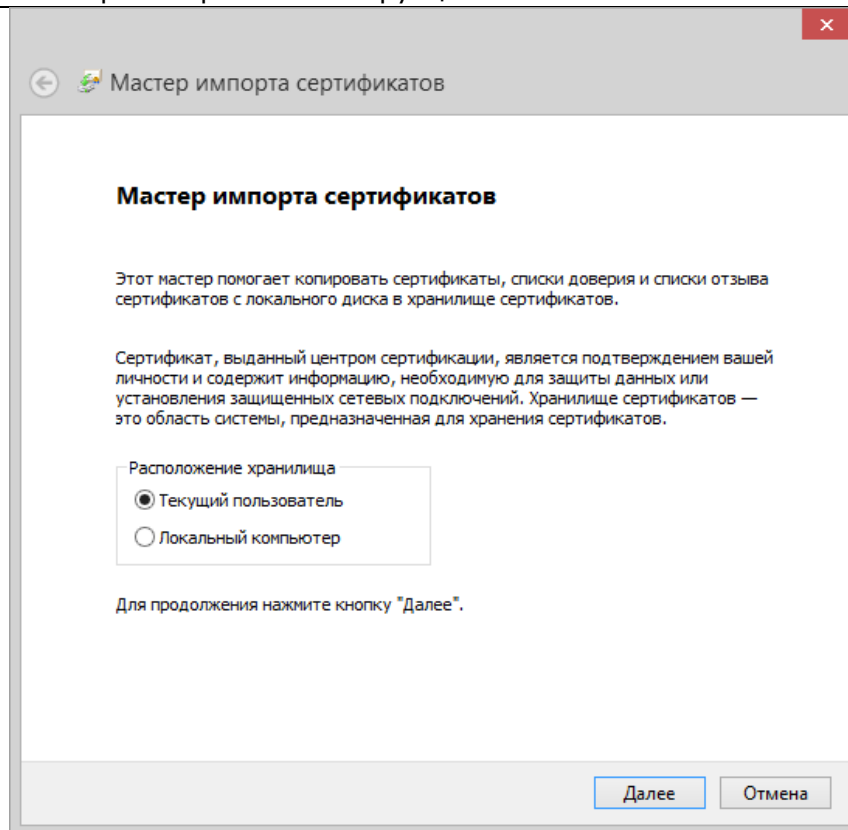 Мастер импорта сертификатов
Мастер импорта сертификатов
Этот мастер помогает копировать сертификаты, списки доверия и списки отзыва
сертификатов с локального диска в хранилище сертификатов.
Сертификат, выданный центром сертификации, является подтверждением вашей
личности и содержит информацию, необходимую для защиты данных или
установления защищенных сетевых подключений. Хранилище сертификатов —
это область системы, предназначенная для хранения сертификатов.
Расположение хранилища
Текущий пользователь
Локальный компьютер
Для продолжения нажмите кнопку "Далее".
Далее
Отмена